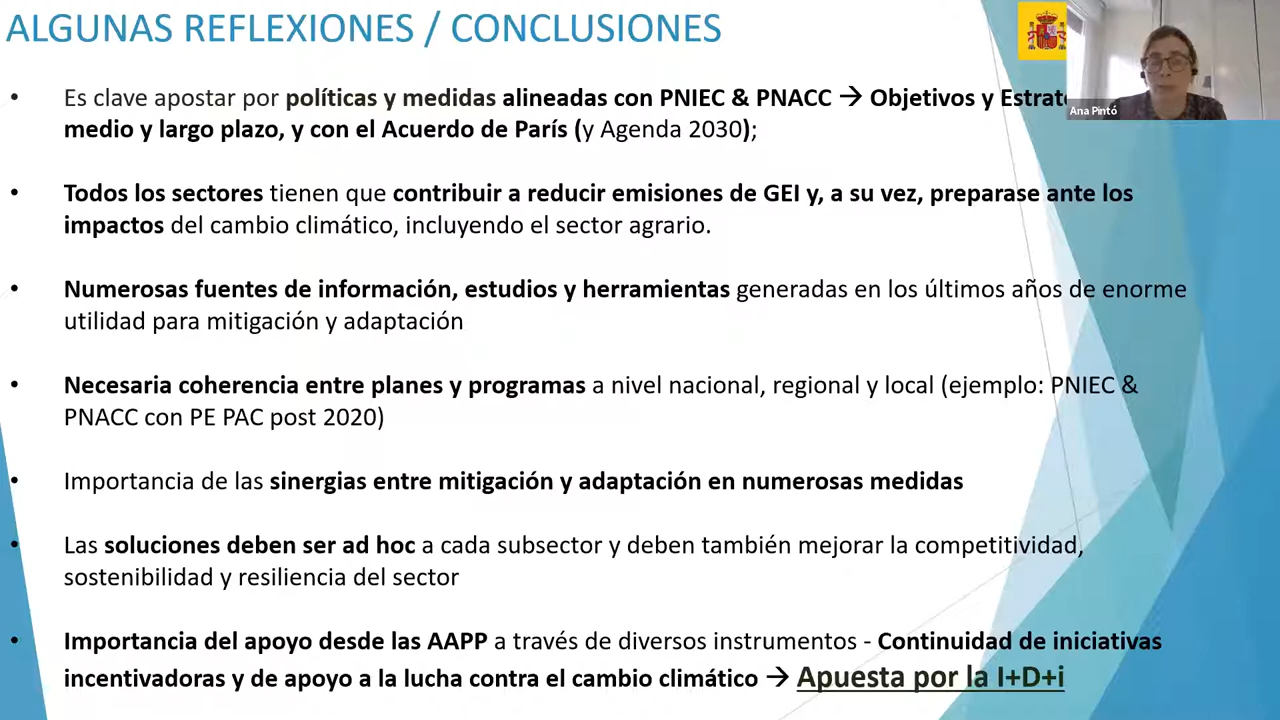 ALGUNAS REFLEXIONES / CONCLUSIONES
Ana Pintó
• Es clave apostar por políticas y medidas alineadas con PNIEC & PNACC → Objetivos y
medio y largo plazo, y con el Acuerdo de París (y Agenda 2030);
• Todos los sectores tienen que contribuir a reducir emisiones de GEI y, a su vez, preparase ante los
impactos del cambio climático, incluyendo el sector agrario.
• Numerosas fuentes de información, estudios y herramientas generadas en los últimos años de enorme
utilidad para mitigación y adaptación
• Necesaria coherencia entre planes y programas a nivel nacional, regional y local (ejemplo: PNIEC &
PNACC con PE PAC post 2020)
• Importancia de las sinergias entre mitigación y adaptación en numerosas medidas
• Las soluciones deben ser ad hoc a cada subsector y deben también mejorar la competitividad,
sostenibilidad y resiliencia del sector
• Importancia del apoyo desde las AAPP a través de diversos instrumentos - Continuidad de iniciativas
incentivadoras y de apoyo a la lucha contra el cambio climático → Apuesta por la I+D+i